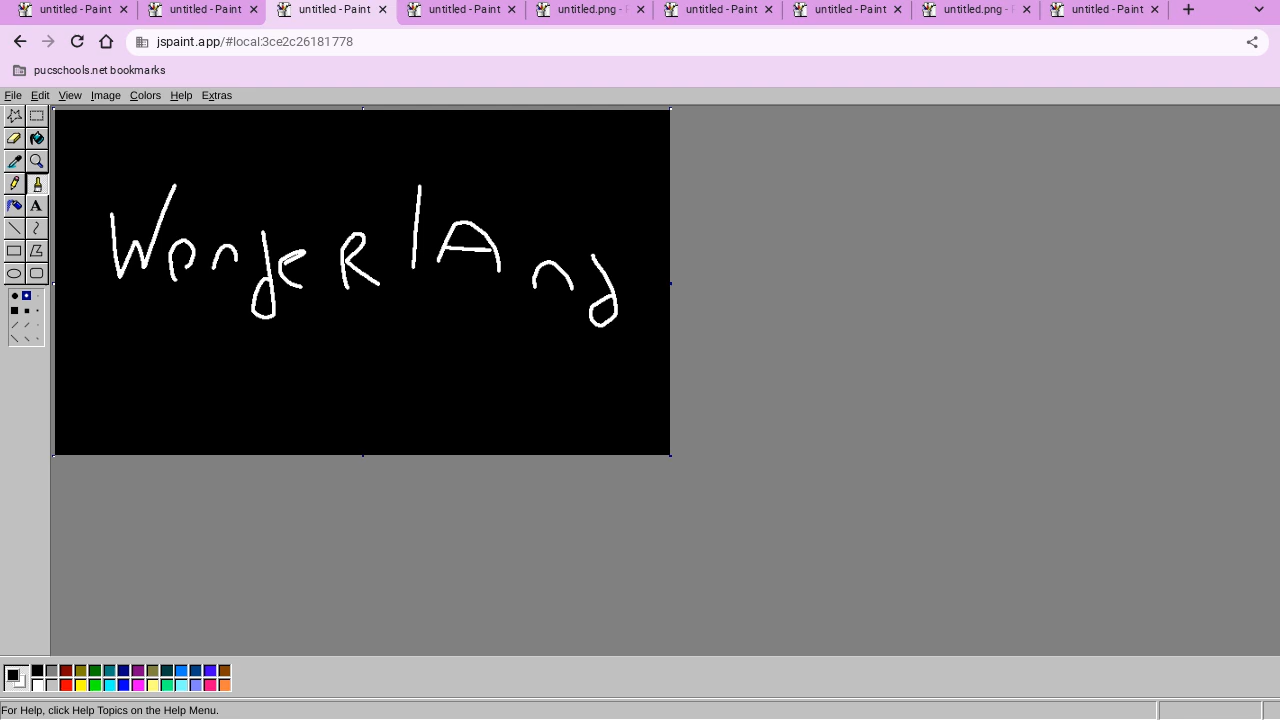 untitled - Paint untitled - Paint untitled - Paint untitled - Paint untitled.png - untitled - Paint untitled - Paint untitled.png - untitled - Paint
jspaint.app/#local:3ce2c26181778
pucschools.net bookmarks
File Edit View Image Colors Help Extras
A
WonderlAnd
For Help, click Help Topics on the Help Menu.